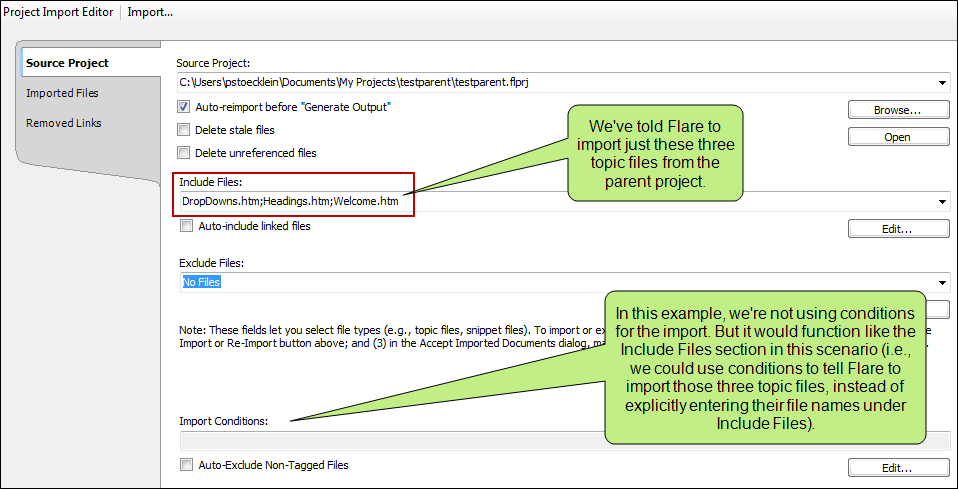 Project Import Editor Import...
Source Project
Imported Files
Removed Links
Source Project:
C:\Users\pstoecklein\Documents\My Projects\testparent\testparent.flprj
Auto-reimport before "Generate Output"
Browse...
Delete stale files
Open
Delete unreferenced files
We've told Flare to
import just these three
topic files from the
parent project.
Include Files:
DropDowns.htm;Headings.htm;Welcome.htm
Auto-include linked files
Edit...
Exclude Files:
No Files
Note: These fields let you select file types (e.g., topic files, snippet files). To import or
Import or Re-Import button above; and (3) in the Accept Imported Documents dialog,
In this example, we're not using conditions
for the import. But it would function like the
Include Files section in this scenario (i.e.,
we could use conditions to tell Flare to
import those three topic files, instead of
explicitly entering their file names under
Include Files).
Import Conditions:
Auto-Exclude Non-Tagged Files
Edit...